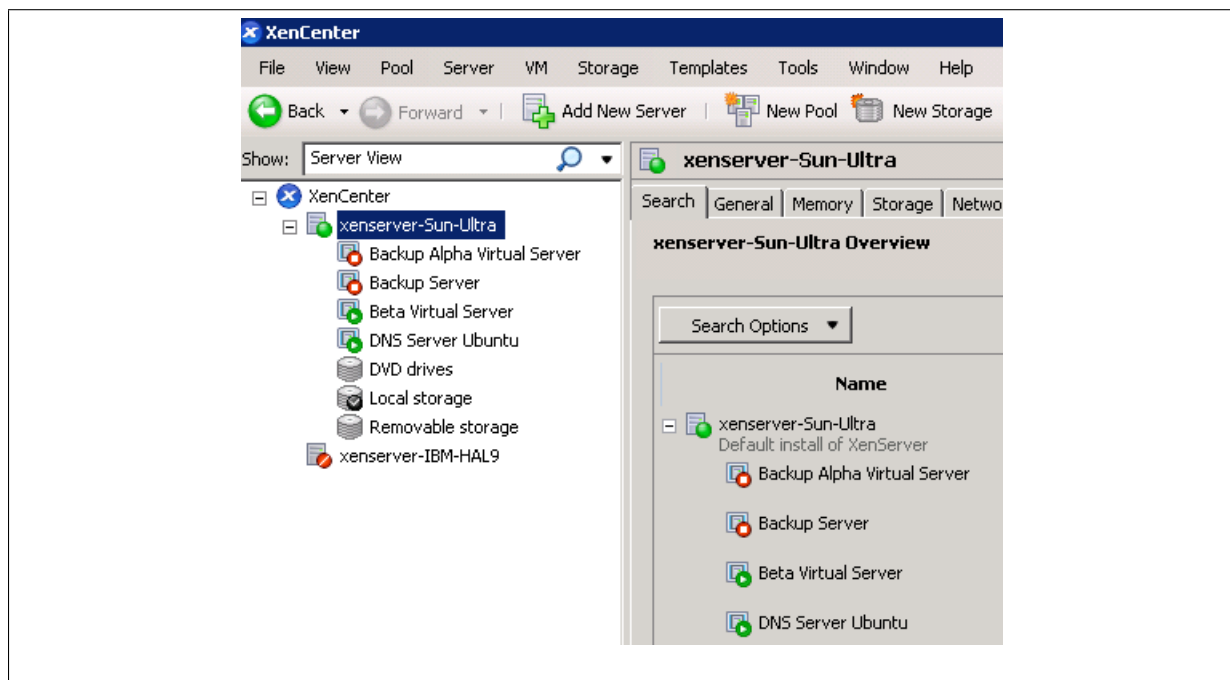 XenCenter
File View Pool Server VM Storage Templates Tools Window Help
Back Forward Add New Server New Pool New Storage
Show: Server View
XenCenter
xenserver-Sun-Ultra
Backup Alpha Virtual Server
Backup Server
Beta Virtual Server
DNS Server Ubuntu
DVD drives
Local storage
Removable storage
xenserver-IBM-HAL9
xenserver-Sun-Ultra
Search General Memory Storage Netwo
xenserver-Sun-Ultra Overview
Search Options
Name
xenserver-Sun-Ultra
Default install of XenServer
Backup Alpha Virtual Server
Backup Server
Beta Virtual Server
DNS Server Ubuntu